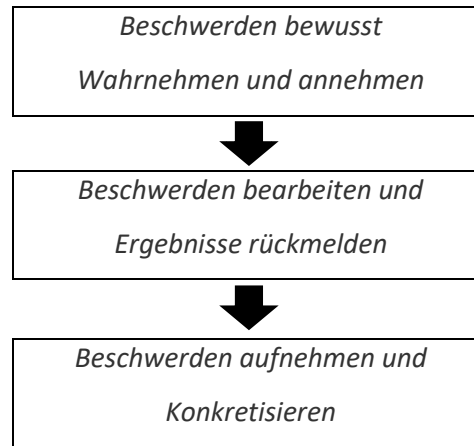 Beschwerden bewusst
Wahrnehmen und annehmen
Beschwerden bearbeiten und
Ergebnisse rückmelden
Beschwerden aufnehmen und
Konkretisieren